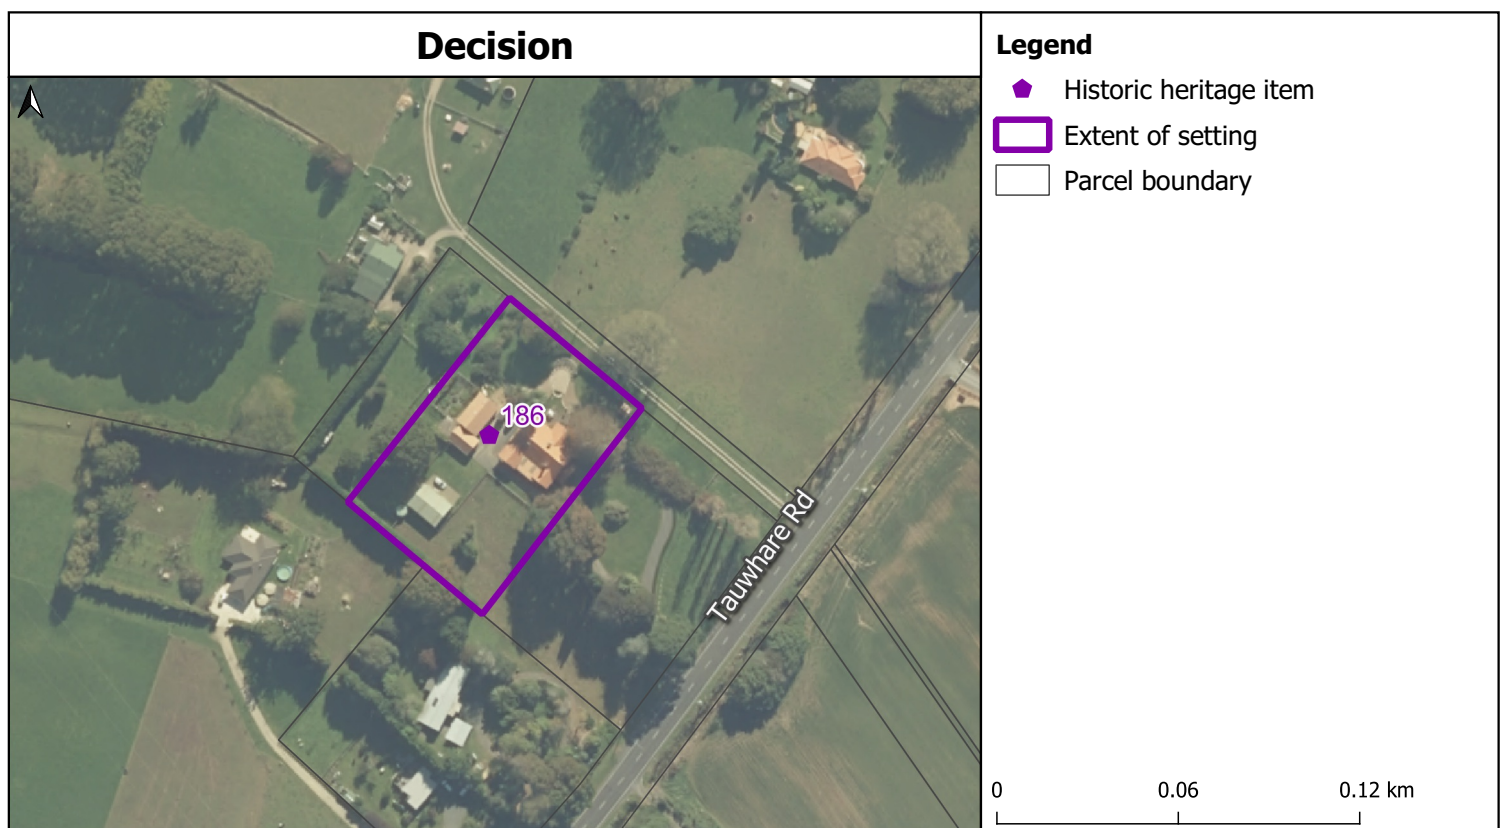 Decision
Legend
Historic heritage item
Extent of setting
Parcel boundary
186
Tauwhare Rd
0 0.06 0.12 km